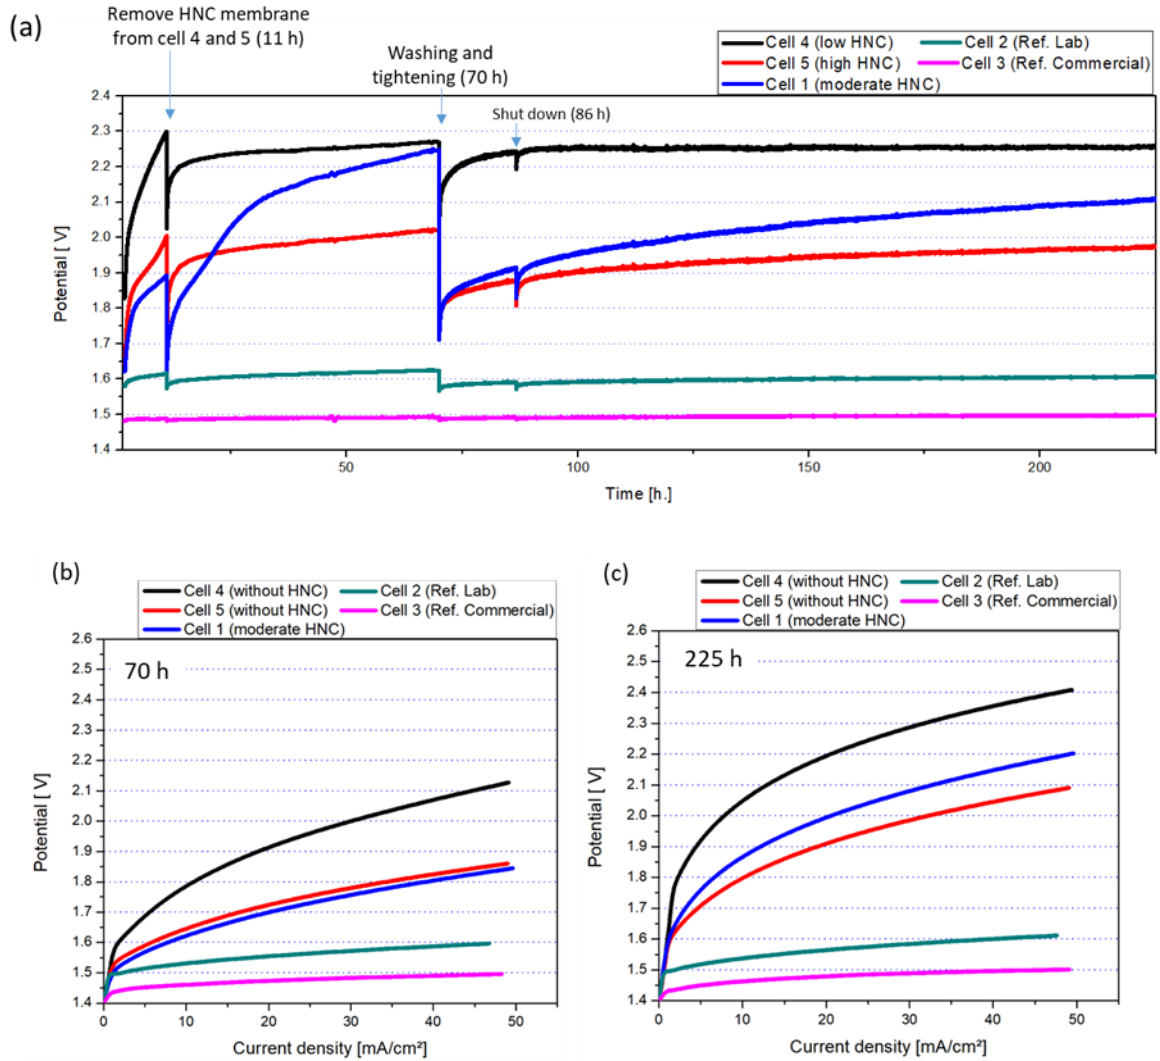 (a)
Remove HNC membrane
from cell 4 and 5 (11 h)
Washing and
tightening (70 h)
Shut down (86 h)
Cell 4 (low HNC) Cell 2 (Ref. Lab)
Cell 5 (high HNC) Cell 3 (Ref. Commercial)
Cell 1 (moderate HNC)
2.4
2.3
2.2
2.1
2.0
1.9
1.8
1.7
1.6
1.5
1.4
Potential [ V]
50 100 150 200
Time [h.]
(b)
Cell 4 (without HNC) Cell 2 (Ref. Lab)
Cell 5 (without HNC) Cell 3 (Ref. Commercial)
Cell 1 (moderate HNC)
70 h
2.6
2.5
2.4
2.3
2.2
2.1
2.0
1.9
1.8
1.7
1.6
1.5
1.4
Potential [ V]
0 10 20 30 40 50
Current density [mA/cm²]
(c)
Cell 4 (without HNC) Cell 2 (Ref. Lab)
Cell 5 (without HNC) Cell 3 (Ref. Commercial)
Cell 1 (moderate HNC)
225 h
2.6
2.5
2.4
2.3
2.2
2.1
2.0
1.9
1.8
1.7
1.6
1.5
1.4
Potential [ V]
0 10 20 30 40 50
Current density [mA/cm²]